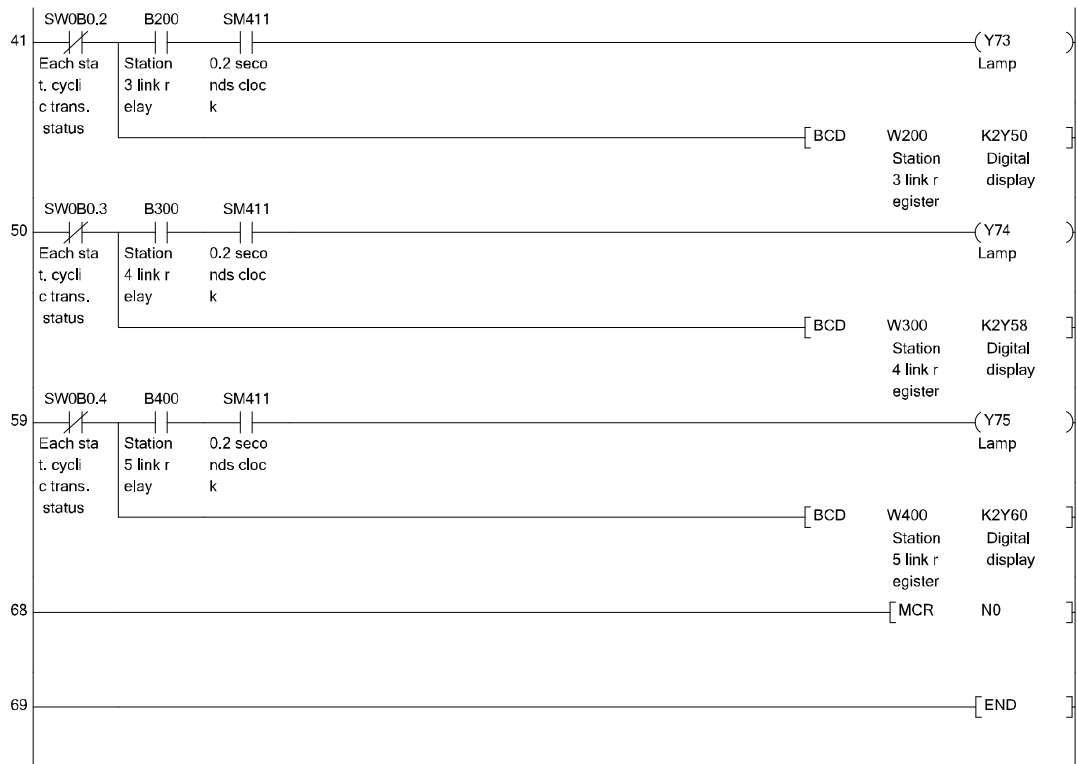 SW0B0.2 B200 SM411
41 Y73
Each sta Station 0.2 seco Lamp
t. cycli 3 link r nds cloc
c trans. elay k
status
BCD W200 K2Y50
Station Digital
3 link r display
egister
SW0B0.3 B300 SM411
50 Y74
Each sta Station 0.2 seco Lamp
t. cycli 4 link r nds cloc
c trans. elay k
status
BCD W300 K2Y58
Station Digital
4 link r display
egister
SW0B0.4 B400 SM411
59 Y75
Each sta Station 0.2 seco Lamp
t. cycli 5 link r nds cloc
c trans. elay k
status
BCD W400 K2Y60
Station Digital
5 link r display
egister
68 MCR N0
69 END